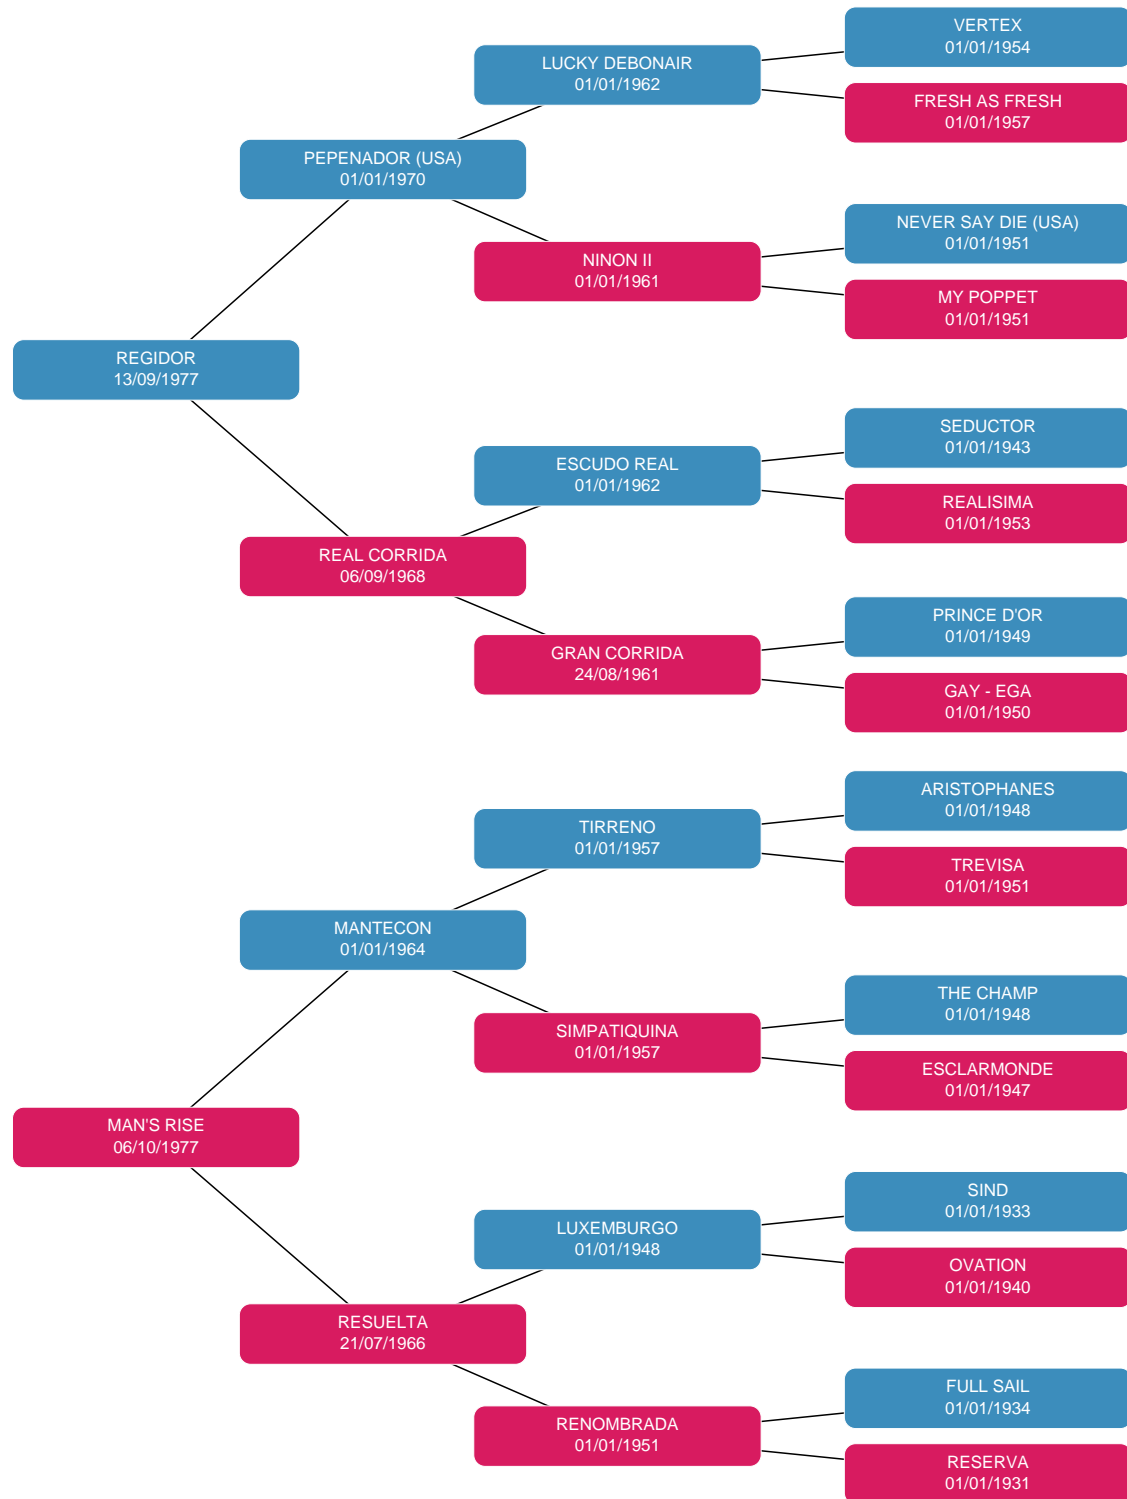 VERTEX
01/01/1954
LUCKY DEBONAIR
01/01/1962
FRESH AS FRESH
01/01/1957
PEPENADOR (USA)
01/01/1970
NEVER SAY DIE (USA)
01/01/1951
NINON II
01/01/1961
MY POPPET
01/01/1951
REGIDOR
13/09/1977
SEDUCTOR
01/01/1943
ESCUDO REAL
01/01/1962
REALISIMA
01/01/1953
REAL CORRIDA
06/09/1968
PRINCE D'OR
01/01/1949
GRAN CORRIDA
24/08/1961
GAY - EGA
01/01/1950
ARISTOPHANES
01/01/1948
TIRRENO
01/01/1957
TREVISA
01/01/1951
MANTECON
01/01/1964
THE CHAMP
01/01/1948
SIMPATIQUINA
01/01/1957
ESCLARMONDE
01/01/1947
MAN'S RISE
06/10/1977
SIND
01/01/1933
LUXEMBURGO
01/01/1948
OVATION
01/01/1940
RESUELTA
21/07/1966
FULL SAIL
01/01/1934
RENOMBRADA
01/01/1951
RESERVA
01/01/1931